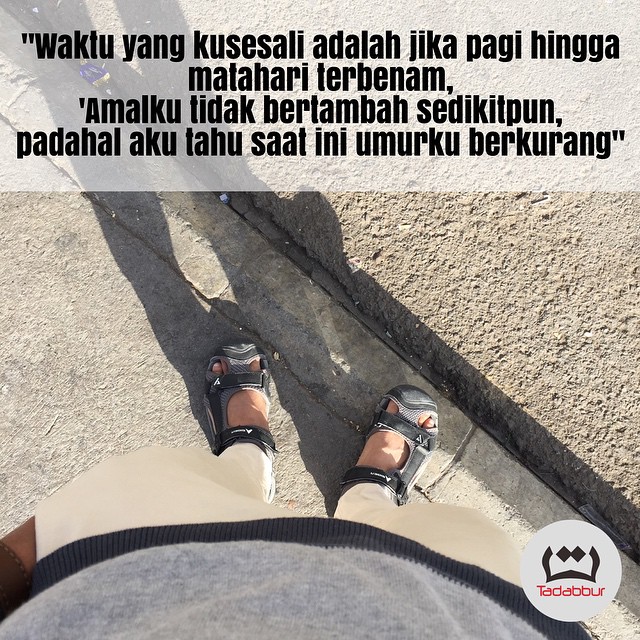 "Waktu yang kusesali adalah jika pagi hingga
matahari terbenam,
'Amalku tidak bertambah sedikitpun,
padahal aku tahu saat ini umurku berkurang"
Tadabbur